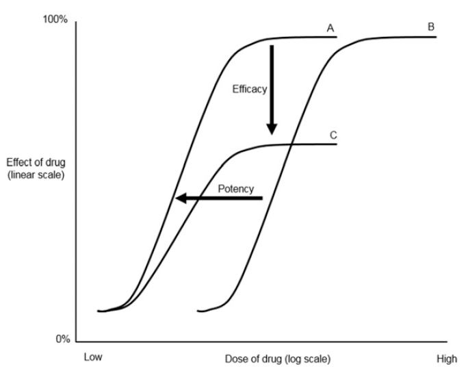 100%
A
B
Efficacy
C
Effect of drug
(linear scale)
Potency
0%
Low
Dose of drug (log scale)
High